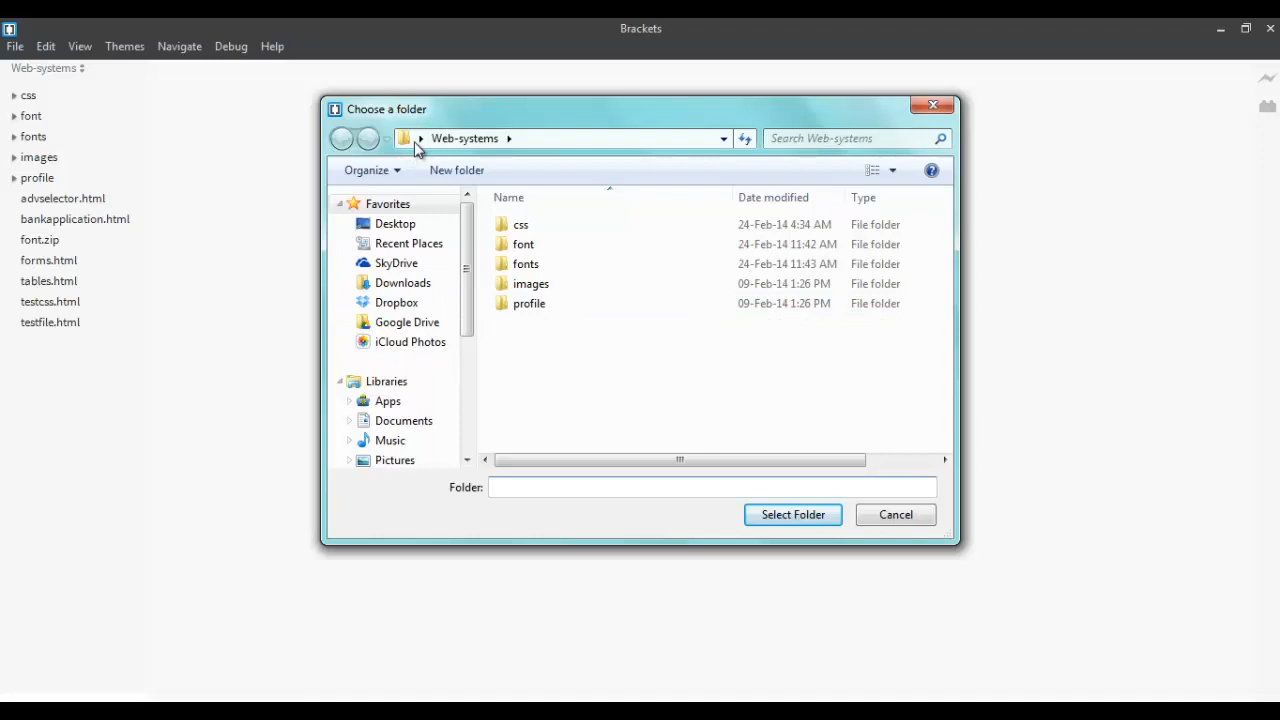 Brackets
File Edit View Themes Navigate Debug Help
Web-systems
css
font
fonts
images
profile
advselector.html
bankapplication.html
font.zip
forms.html
tables.html
testcss.html
testfile.html
Choose a folder
Web-systems
Search Web-systems
Organize New folder
Favorites
Desktop
Recent Places
SkyDrive
Downloads
Dropbox
Google Drive
iCloud Photos
Libraries
Apps
Documents
Music
Pictures
Name Date modified Type
css 24-Feb-14 4:34 AM File folder
font 24-Feb-14 11:42 AM File folder
fonts 24-Feb-14 11:43 AM File folder
images 09-Feb-14 1:26 PM File folder
profile 09-Feb-14 1:26 PM File folder
Folder:
Select Folder Cancel